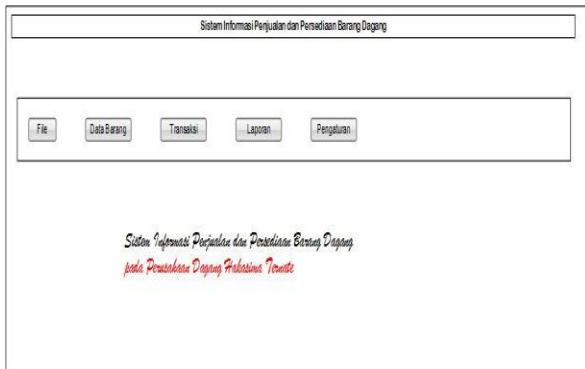 Sistem Informasi Penjualan dan Persediaan Barang Dagang
File Data Barang Transaksi Laporan Pengaturan
Sistem Informasi Penjualan dan Persediaan Barang Dagang
pada Perusahaan Dagang Hakasima Ternate